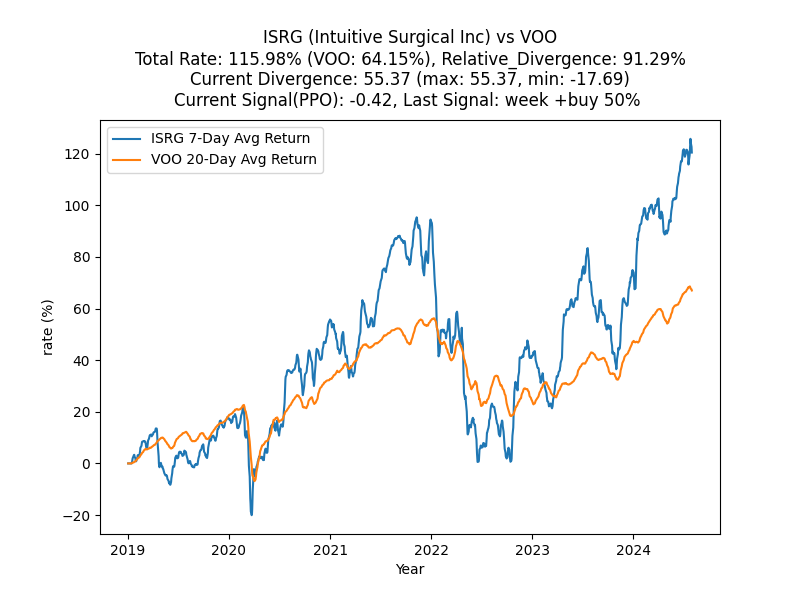 ISRG (Intuitive Surgical Inc) vs VOO
Total Rate: 115.98% (VOO: 64.15%), Relative_Divergence: 91.29%
Current Divergence: 55.37 (max: 55.37, min: -17.69)
Current Signal(PPO): -0.42, Last Signal: week +buy 50%
ISRG 7-Day Avg Return
VOO 20-Day Avg Return
120
100
80
60
40
20
0
−20
rate (%)
2019 2020 2021 2022 2023 2024
Year